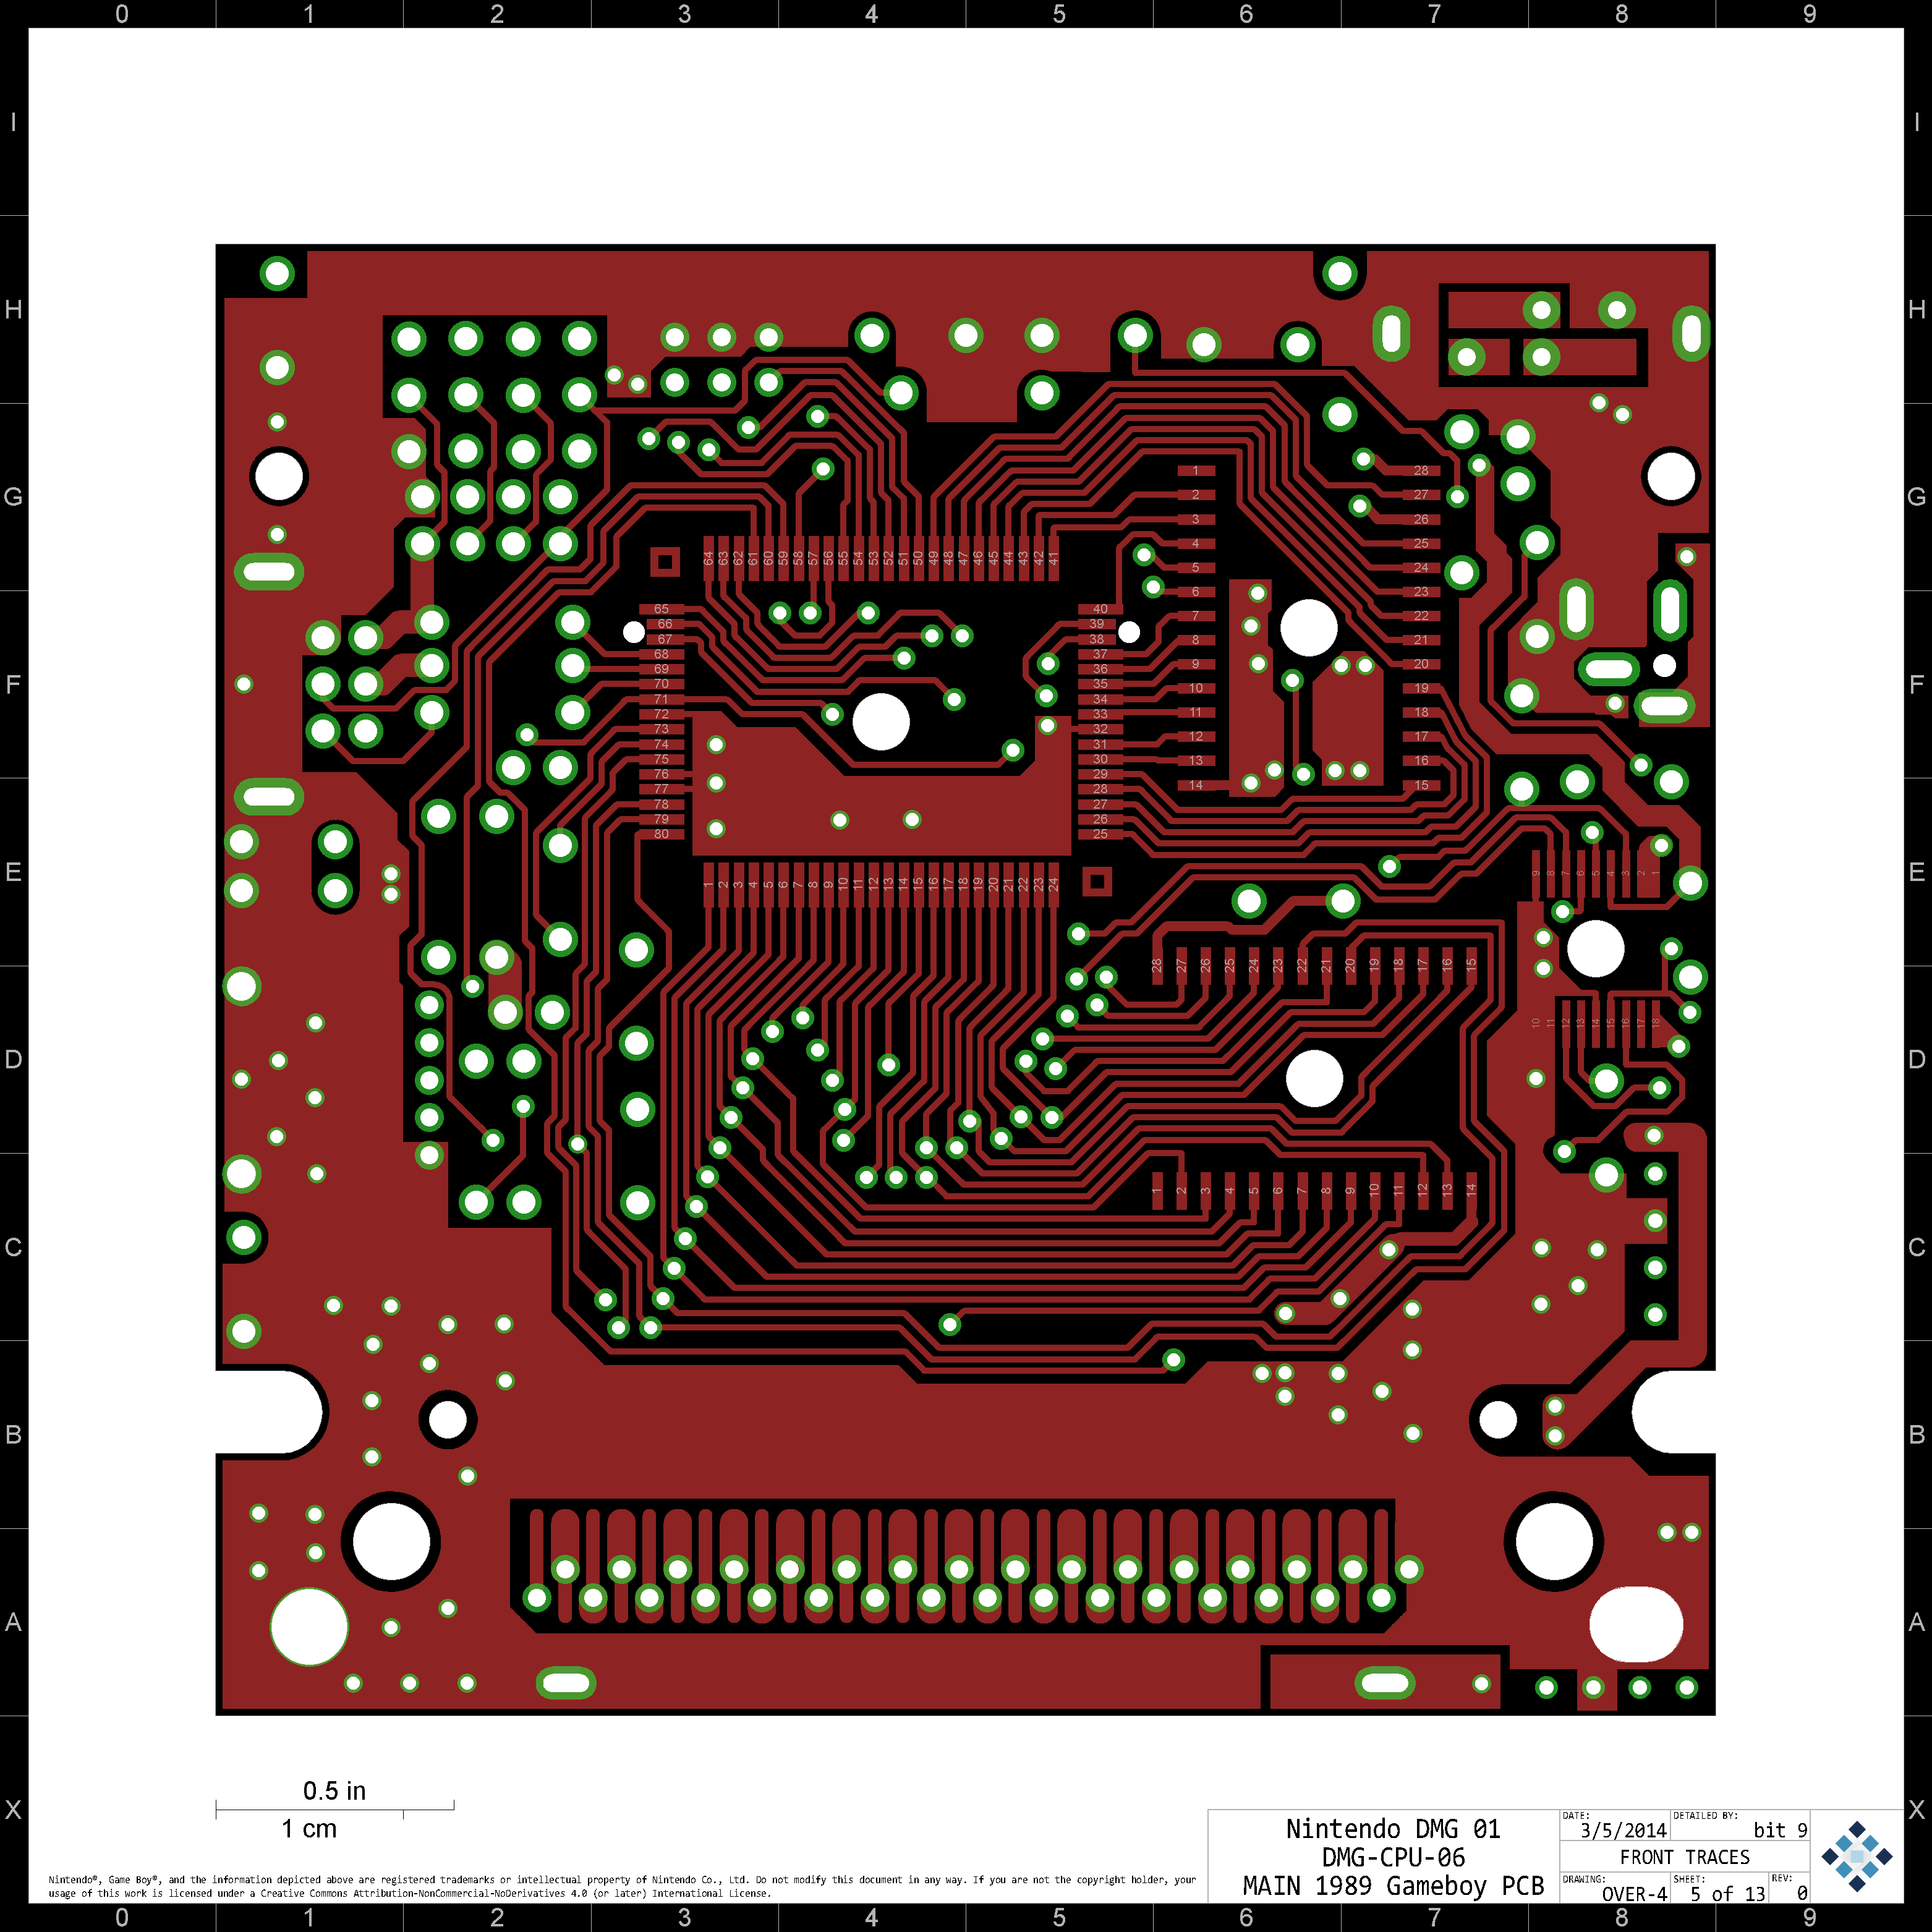 0 1 2 3 4 5 6 7 8 9
I I
H H
G G
F F
E E
D D
C C
B B
A A
X X
1 28
2 27
3 26
4 25
5 24
6 23
7 22
8 21
9 20
10 19
11 18
12 17
13 16
14 15
64 63 62 61 60 59 58 57 56 55 54 53 52 51 50 49 48 47 46 45 44 43 42 41
65 40
66 39
67 38
68 37
69 36
70 35
71 34
72 33
73 32
74 31
75 30
76 29
77 28
78 27
79 26
80 25
1 2 3 4 5 6 7 8 9 10 11 12 13 14 15 16 17 18 19 20 21 22 23 24
9 8 7 6 5 4 3 2 1
28 27 26 25 24 23 22 21 20 19 18 17 16 15
10 11 12 13 14 15 16 17 18
1 2 3 4 5 6 7 8 9 10 11 12 13 14
0.5 in
1 cm
Nintendo DMG 01
DMG-CPU-06
MAIN 1989 Gameboy PCB
DATE: 3/5/2014
DETAILED BY: bit 9
FRONT TRACES
DRAWING: OVER-4
SHEET: 5 of 13
REV: 0
Nintendo®, Game Boy®, and the information depicted above are registered trademarks or intellectual property of Nintendo Co., Ltd. Do not modify this document in any way. If you are not the copyright holder, your
usage of this work is licensed under a Creative Commons Attribution-NonCommercial-NoDerivatives 4.0 (or later) International License.
0 1 2 3 4 5 6 7 8 9